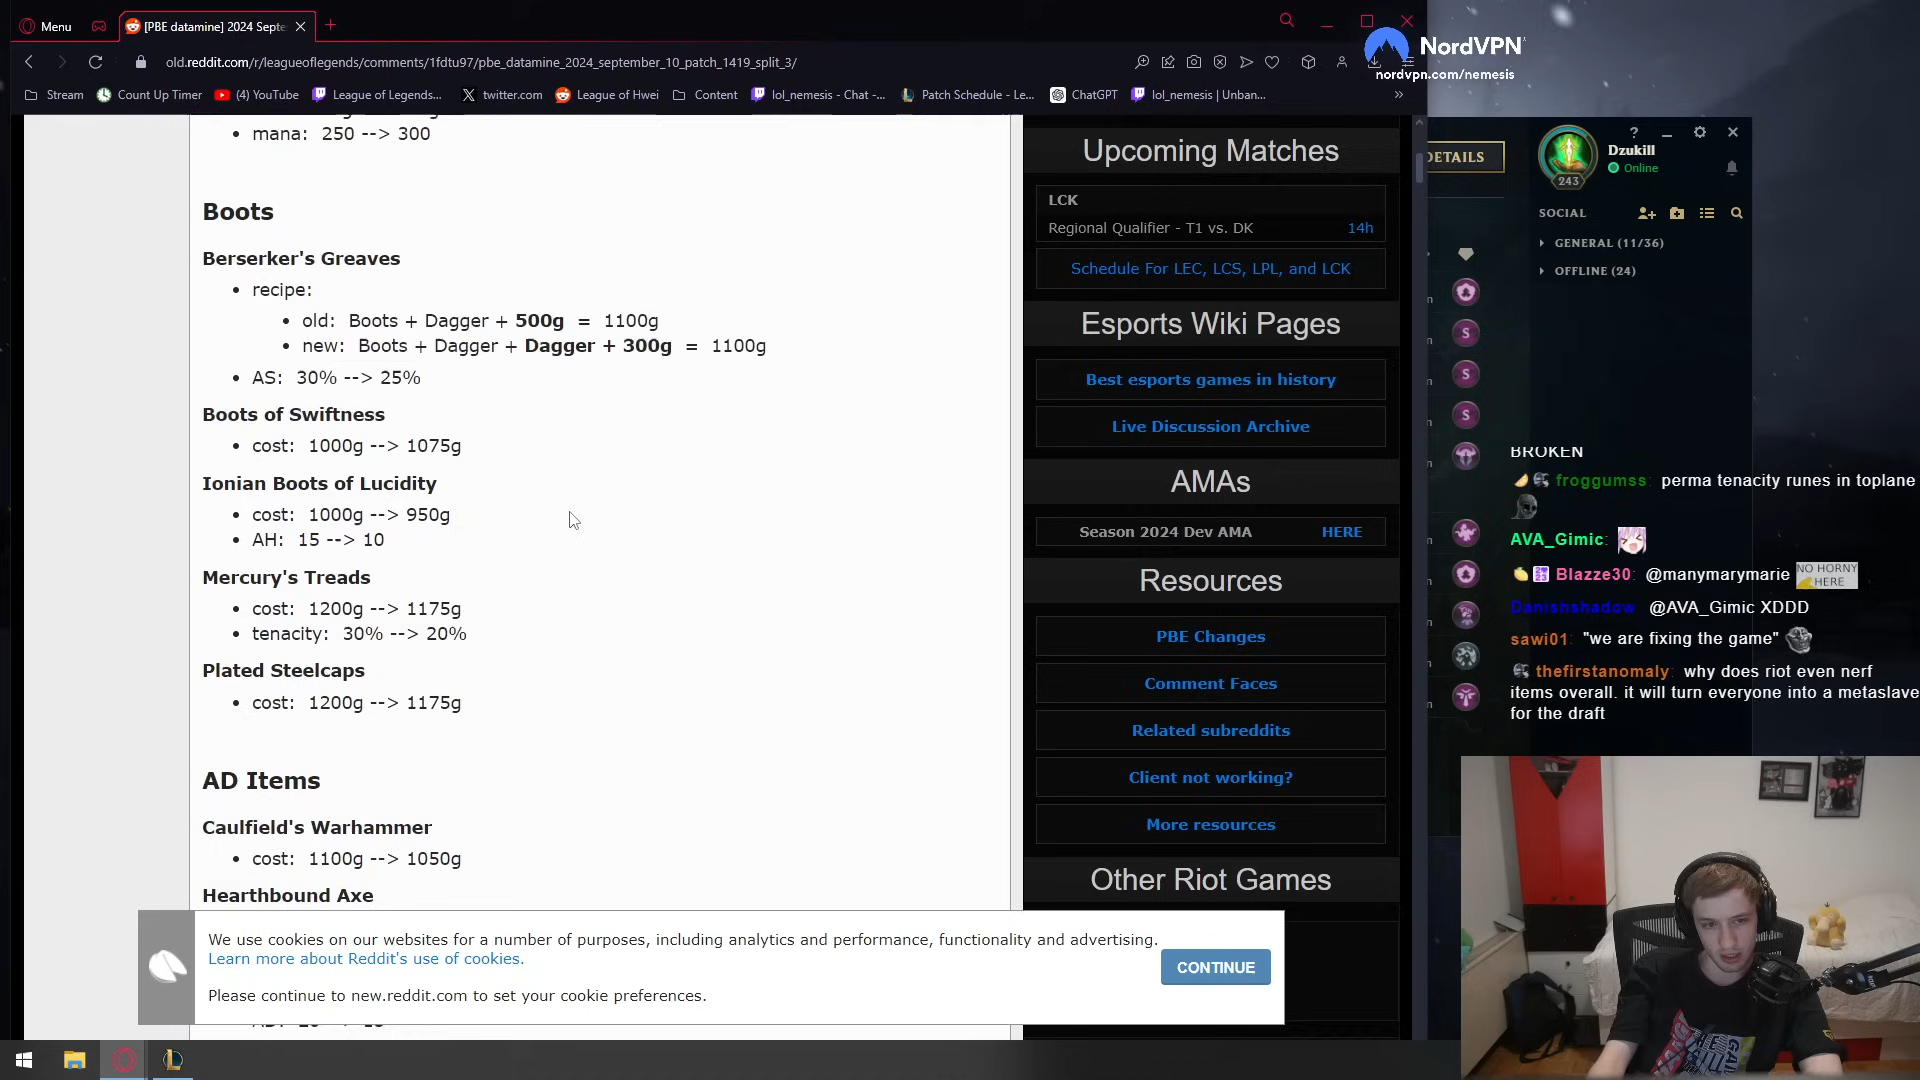 Menu
[PBE datamine] 2024 Septe
old.reddit.com/r/leagueoflegends/comments/1fdtu97/pbe_datamine_2024_september_10_patch_1419_split_3/
Stream
Count Up Timer
(4) YouTube
League of Legends...
twitter.com
League of Hwei
Content
lol_nemesis - Chat -...
Patch Schedule - Le...
ChatGPT
lol_nemesis | Unban...
NordVPN
nordvpn.com/nemesis
mana: 250 --> 300
Boots
Berserker's Greaves
recipe:
old: Boots + Dagger + 500g = 1100g
new: Boots + Dagger + Dagger + 300g = 1100g
AS: 30% --> 25%
Boots of Swiftness
cost: 1000g --> 1075g
Ionian Boots of Lucidity
cost: 1000g --> 950g
AH: 15 --> 10
Mercury's Treads
cost: 1200g --> 1175g
tenacity: 30% --> 20%
Plated Steelcaps
cost: 1200g --> 1175g
AD Items
Caulfield's Warhammer
cost: 1100g --> 1050g
Hearthbound Axe
We use cookies on our websites for a number of purposes, including analytics and performance, functionality and advertising.
Learn more about Reddit's use of cookies.
Please continue to new.reddit.com to set your cookie preferences.
CONTINUE
Upcoming Matches
LCK
Regional Qualifier - T1 vs. DK 14h
Schedule For LEC, LCS, LPL, and LCK
Esports Wiki Pages
Best esports games in history
Live Discussion Archive
AMAs
Season 2024 Dev AMA HERE
Resources
PBE Changes
Comment Faces
Related subreddits
Client not working?
More resources
Other Riot Games
DETAILS
243
Dzukill
Online
SOCIAL
GENERAL (11/36)
OFFLINE (24)
BROKEN
froggumss: perma tenacity runes in toplane
AVA_Gimic:
Blazze30: @manymarymarie NO HORNY HERE
Danishshadow @AVA_Gimic XDDD
sawi01: "we are fixing the game"
thefirstanomaly: why does riot even nerf
items overall. it will turn everyone into a metaslave
for the draft